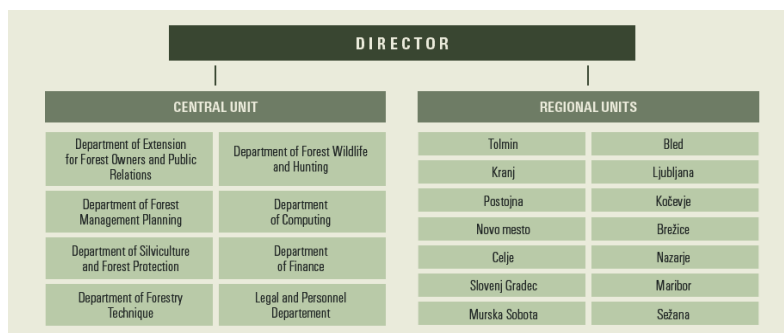 DIRECTOR
CENTRAL UNIT
Department of Extension
for Forest Owners and Public
Relations
Department of Forest Wildlife
and Hunting
Department of Forest
Management Planning
Department
of Computing
Department of Silviculture
and Forest Protection
Department
of Finance
Department of Forestry
Technique
Legal and Personnel
Departement
REGIONAL UNITS
Tolmin
Bled
Kranj
Ljubljana
Postojna
Kočevje
Novo mesto
Brežice
Celje
Nazarje
Slovenj Gradec
Maribor
Murska Sobota
Sežana